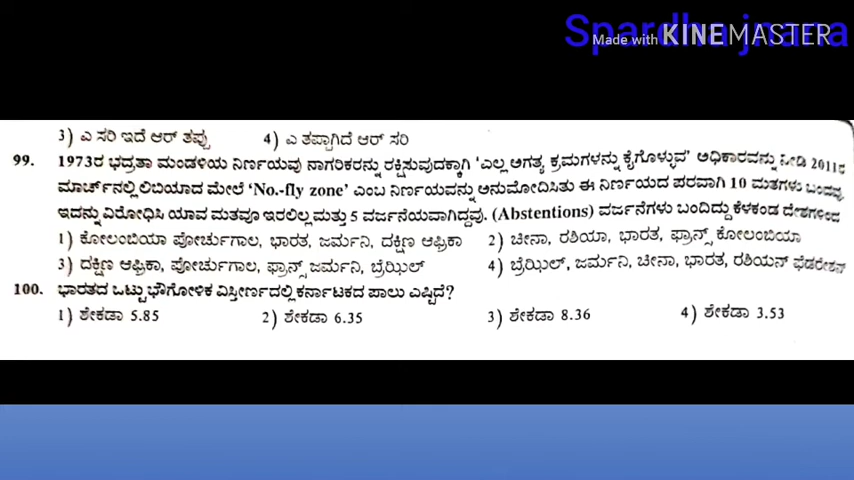 Spardha jnana
Made with KINEMASTER
3) ಎ ಸರಿ ಇದೆ ಆರ್ ತಪ್ಪು 4) ಎ ತಪ್ಪಾಗಿದೆ ಆರ್ ಸರಿ
99. 1973ರ ಭದ್ರತಾ ಮಂಡಳಿಯ ನಿರ್ಣಯವು ನಾಗರಿಕರನ್ನು ರಕ್ಷಿಸುವುದಕ್ಕಾಗಿ 'ಎಲ್ಲ ಅಗತ್ಯ ಕ್ರಮಗಳನ್ನು ಕೈಗೊಳ್ಳುವ' ಅಧಿಕಾರವನ್ನು ನೀಡಿ 2011ರ
ಮಾರ್ಚ್‌ನಲ್ಲಿ ಲಿಬಿಯಾದ ಮೇಲೆ 'No.-fly zone' ಎಂಬ ನಿರ್ಣಯವನ್ನು ಅನುಮೋದಿಸಿತು ಈ ನಿರ್ಣಯದ ಪರವಾಗಿ 10 ಮತಗಳು ಬಂದವು
ಇದನ್ನು ವಿರೋಧಿಸಿ ಯಾವ ಮತವೂ ಇರಲಿಲ್ಲ ಮತ್ತು 5 ವರ್ಜನೆಯವಾಗಿದ್ದವು. (Abstentions) ವರ್ಜನೆಗಳು ಬಂದಿದ್ದು ಕೆಳಕಂಡ ದೇಶಗಳಿಂದ
1) ಕೋಲಂಬಿಯಾ ಪೋರ್ಚುಗಾಲ, ಭಾರತ, ಜರ್ಮನಿ, ದಕ್ಷಿಣ ಆಫ್ರಿಕಾ 2) ಚೀನಾ, ರಶಿಯಾ, ಭಾರತ, ಫ್ರಾನ್ಸ್, ಕೋಲಂಬಿಯಾ
3) ದಕ್ಷಿಣ ಆಫ್ರಿಕಾ, ಪೋರ್ಚುಗಾಲ, ಫ್ರಾನ್ಸ್, ಜರ್ಮನಿ, ಬ್ರೆಝಿಲ್ 4) ಬ್ರೆಝಿಲ್, ಜರ್ಮನಿ, ಚೀನಾ, ಭಾರತ, ರಶಿಯನ್ ಫೆಡರೇಶನ್
100. ಭಾರತದ ಒಟ್ಟು ಭೌಗೋಳಿಕ ವಿಸ್ತೀರ್ಣದಲ್ಲಿ ಕರ್ನಾಟಕದ ಪಾಲು ಎಷ್ಟಿದೆ?
1) ಶೇಕಡಾ 5.85 2) ಶೇಕಡಾ 6.35 3) ಶೇಕಡಾ 8.36 4) ಶೇಕಡಾ 3.53